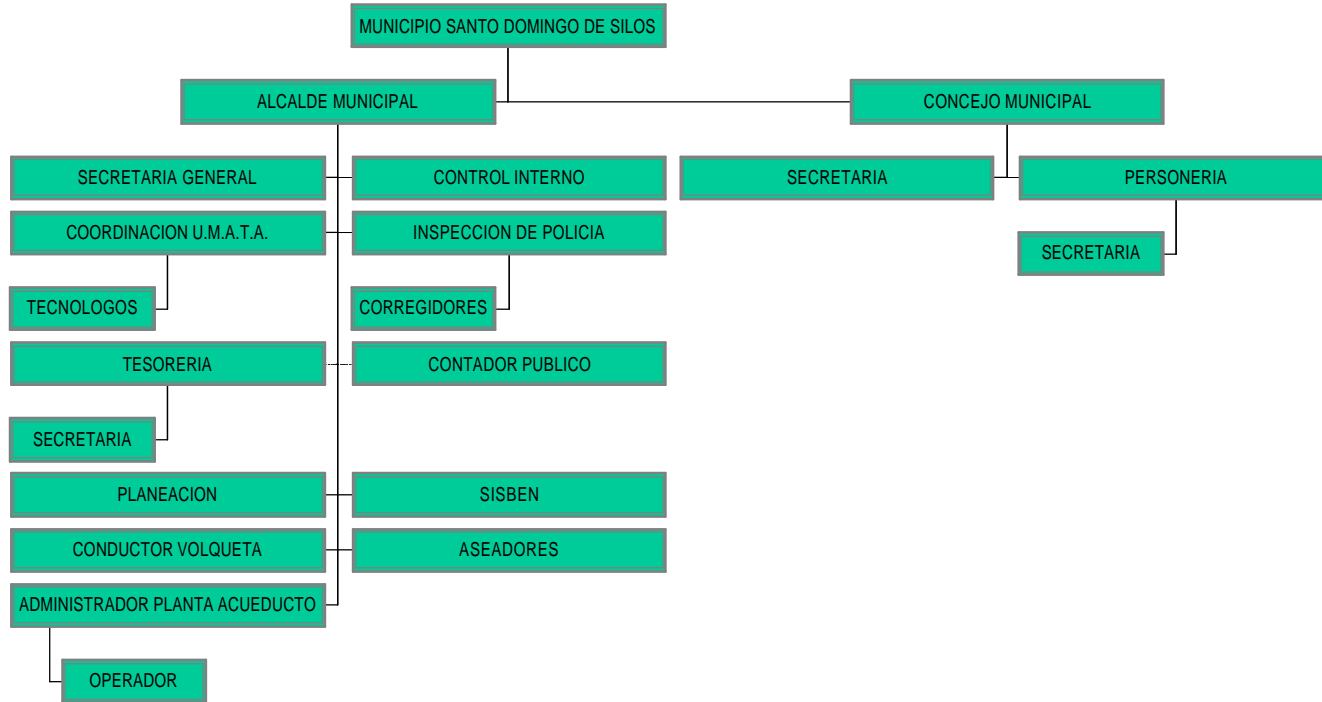 MUNICIPIO SANTO DOMINGO DE SILOS
ALCALDE MUNICIPAL
CONCEJO MUNICIPAL
SECRETARIA GENERAL
CONTROL INTERNO
SECRETARIA
PERSONERIA
COORDINACION U.M.A.T.A.
INSPECCION DE POLICIA
SECRETARIA
TECNOLOGOS
CORREGIDORES
TESORERIA
CONTADOR PUBLICO
SECRETARIA
PLANEACION
SISBEN
CONDUCTOR VOLQUETA
ASEADORES
ADMINISTRADOR PLANTA ACUEDUCTO
OPERADOR